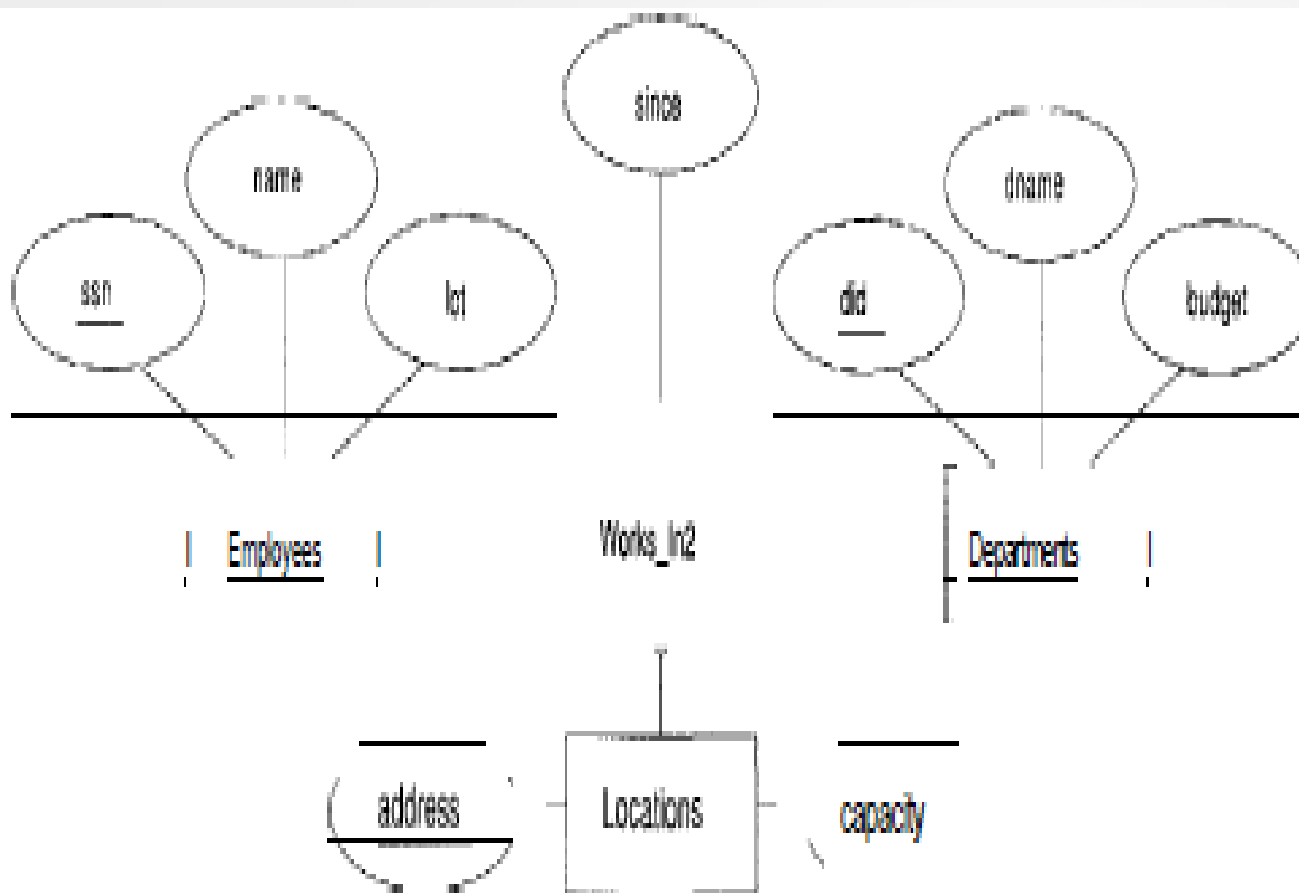 since
name
dname
ssn
lot
did
budget
Employees
Works_In2
Departments
address
Locations
capacity